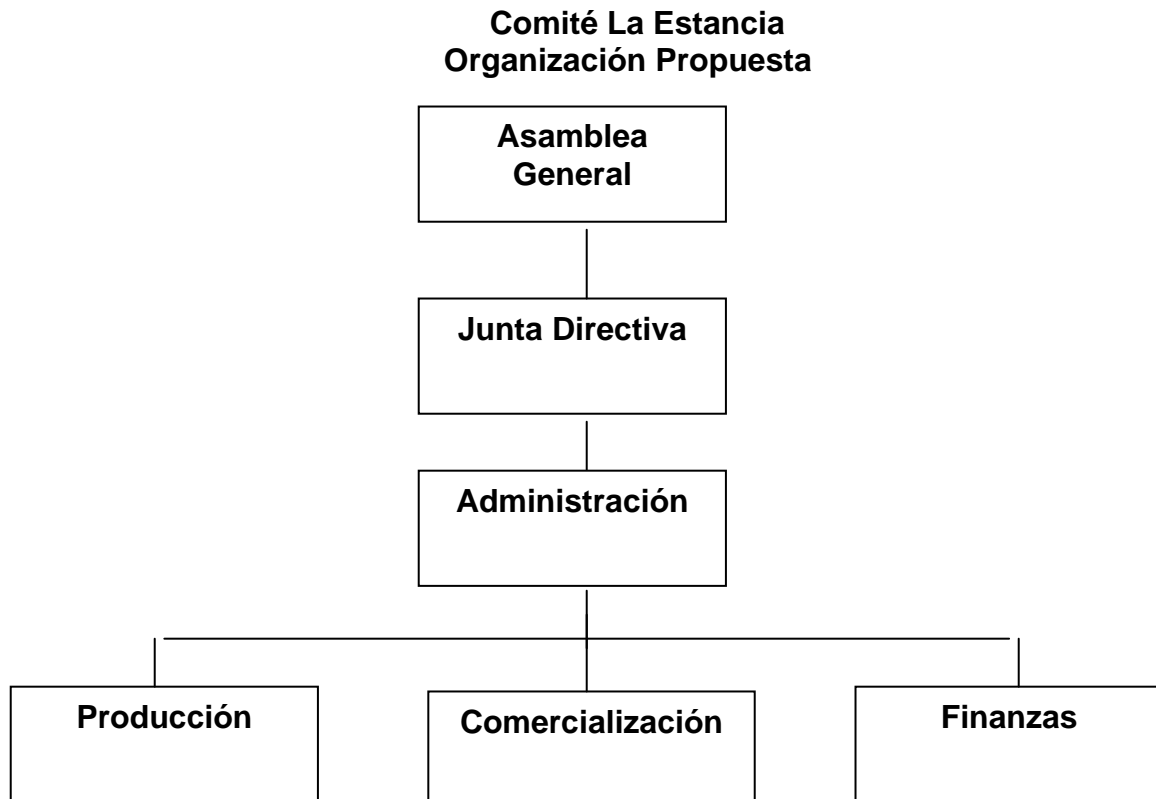 Comité La Estancia
Organización Propuesta
Asamblea
General
Junta Directiva
Administración
Producción
Comercialización
Finanzas